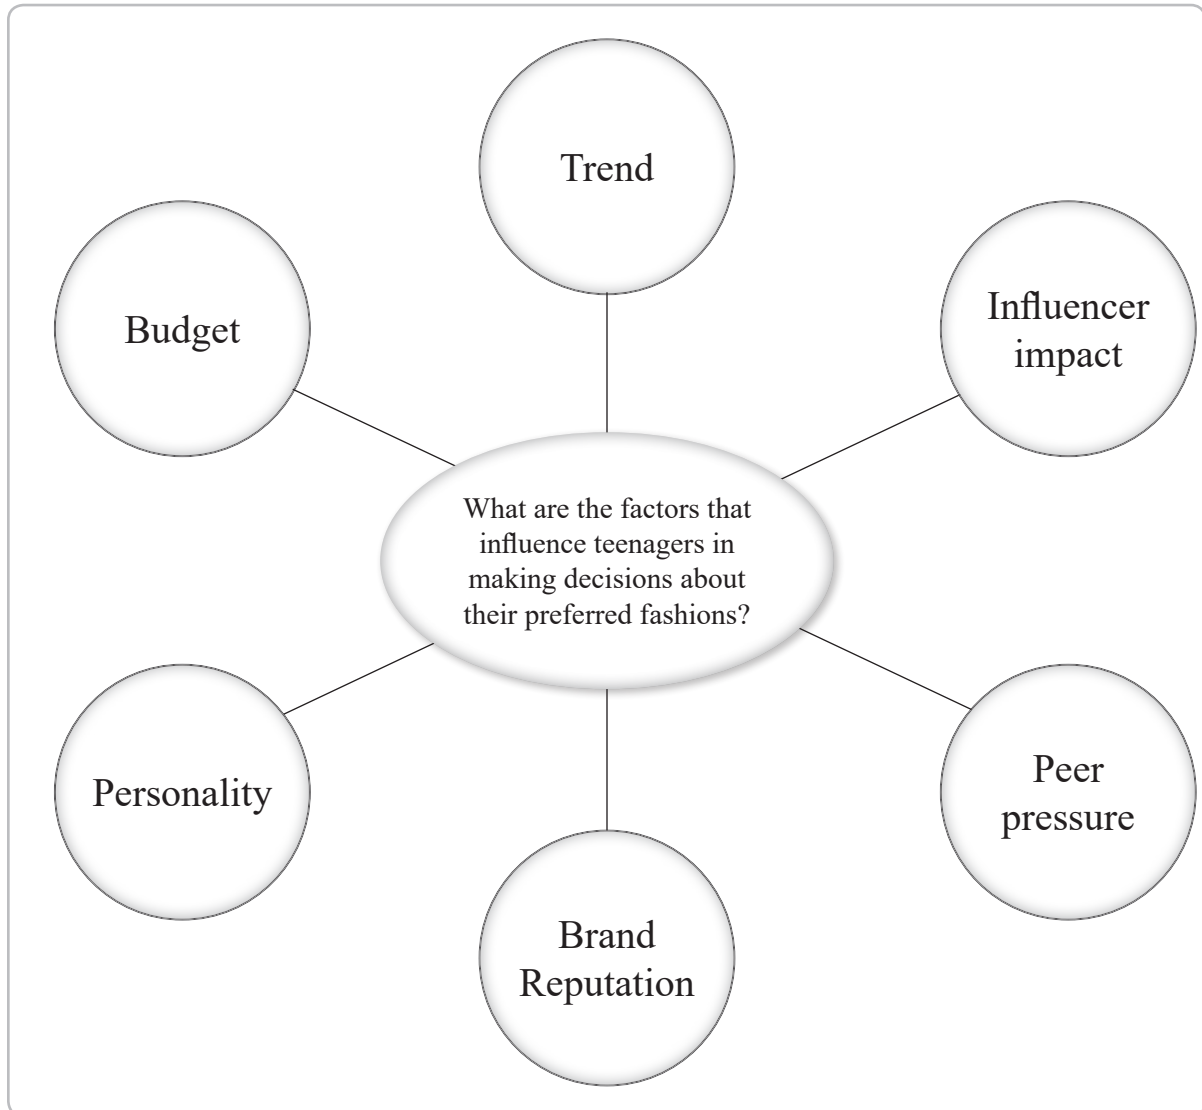 Trend
Budget
Influencer
impact
What are the factors that
influence teenagers in
making decisions about
their preferred fashions?
Personality
Peer
pressure
Brand
Reputation